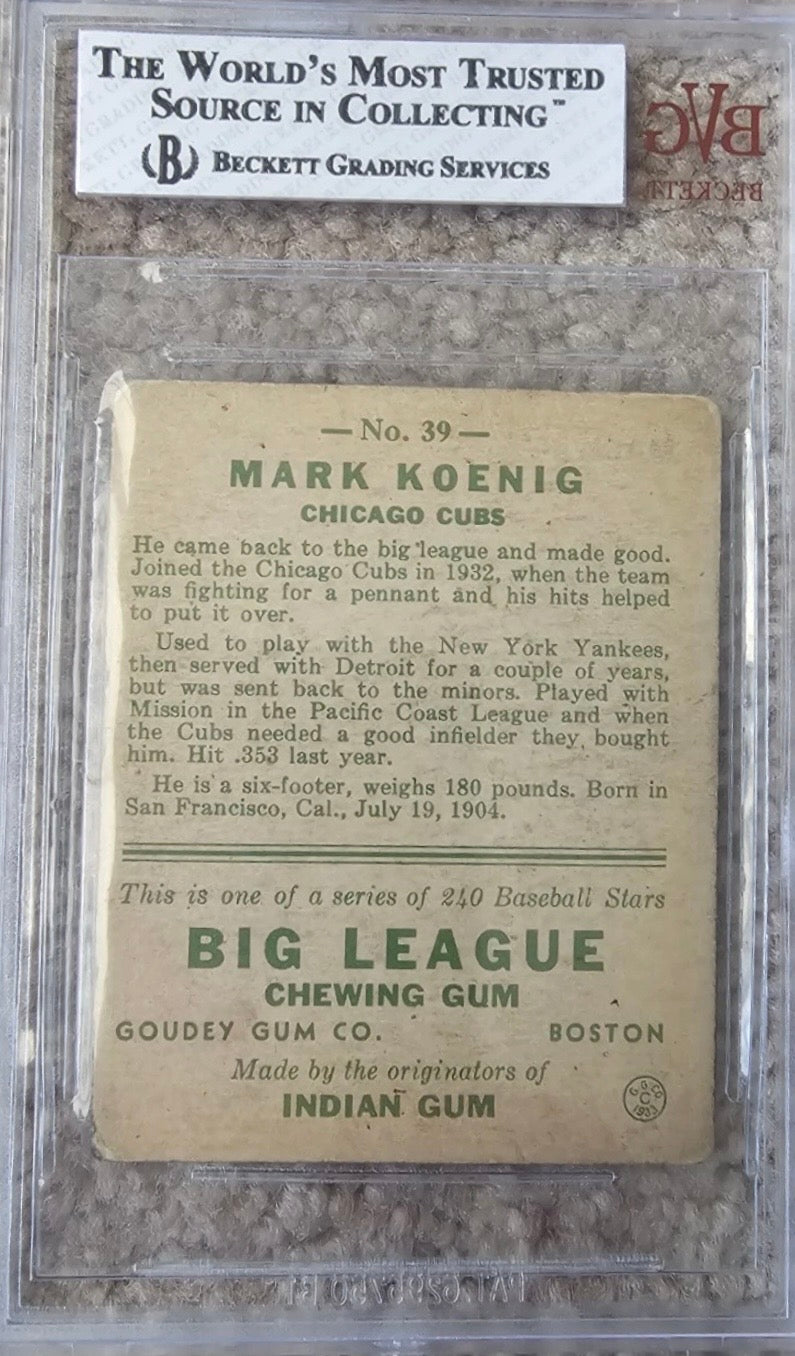 THE WORLD'S MOST TRUSTED
SOURCE IN COLLECTING™
(B) BECKETT GRADING SERVICES
BVG
BECKETT
— No. 39 —
MARK KOENIG
CHICAGO CUBS
He came back to the big league and made good.
Joined the Chicago Cubs in 1932, when the team
was fighting for a pennant and his hits helped
to put it over.
Used to play with the New York Yankees,
then served with Detroit for a couple of years,
but was sent back to the minors. Played with
Mission in the Pacific Coast League and when
the Cubs needed a good infielder they bought
him. Hit .353 last year.
He is a six-footer, weighs 180 pounds. Born in
San Francisco, Cal., July 19, 1904.
This is one of a series of 240 Baseball Stars
BIG LEAGUE
CHEWING GUM
GOUDEY GUM CO. BOSTON
Made by the originators of
INDIAN GUM
G. G. CO.
C
1933